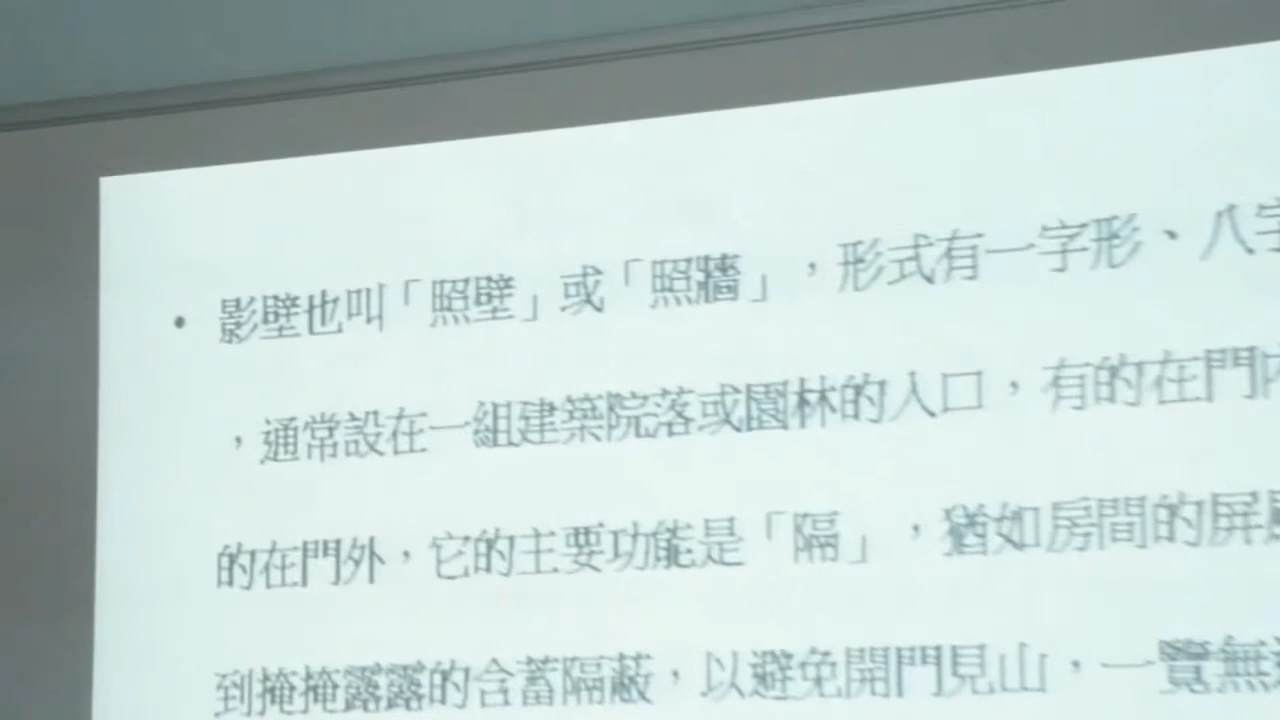 • 影壁也叫「照壁」或「照牆」，形式有一字形、八字
，通常設在一組建築院落或園林的入口，有的在門內
的在門外，它的主要功能是「隔」，猶如房間的屏
到掩掩露露的含蓄隔蔽，以避免開門見山，一覽無